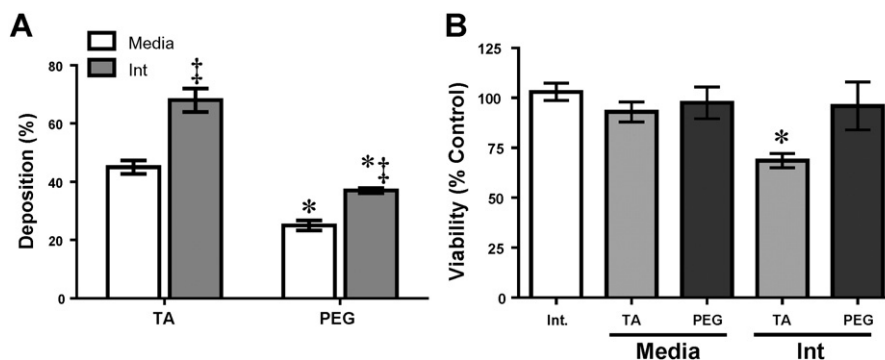 A
Media
Int
Deposition (%)
80
60
40
20
0
‡
*
*‡
TA
PEG
B
Viability (% Control)
125
100
75
50
25
0
*
Int.
TA
PEG
TA
PEG
Media
Int